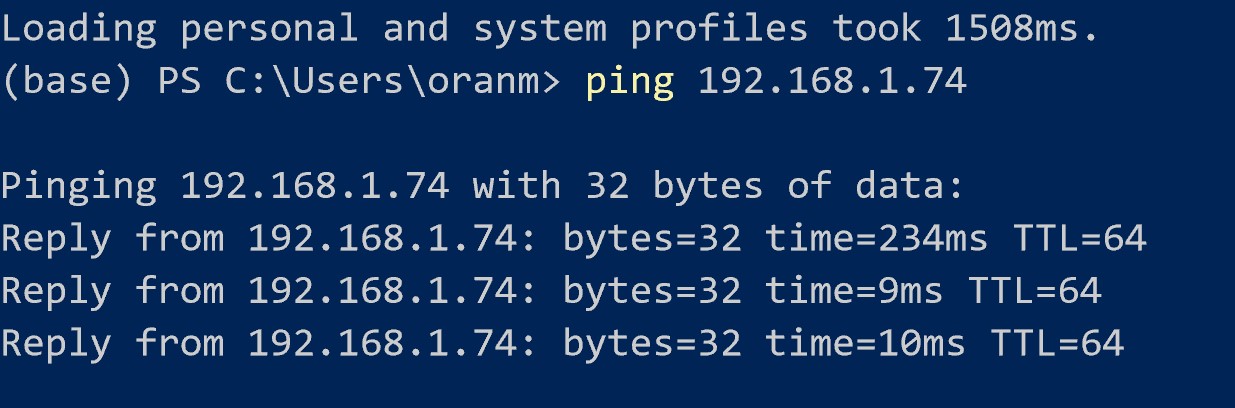 Loading personal and system profiles took 1508ms.
(base) PS C:\Users\oranm> ping 192.168.1.74
Pinging 192.168.1.74 with 32 bytes of data:
Reply from 192.168.1.74: bytes=32 time=234ms TTL=64
Reply from 192.168.1.74: bytes=32 time=9ms TTL=64
Reply from 192.168.1.74: bytes=32 time=10ms TTL=64